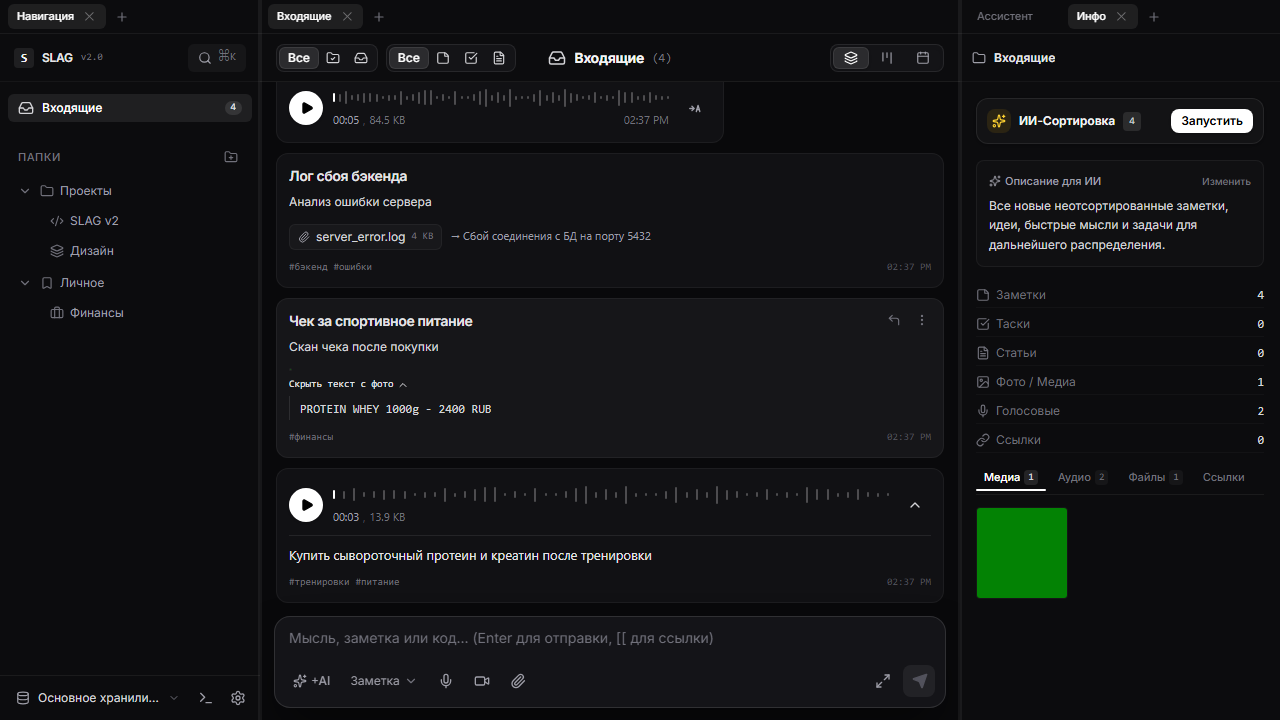 Навигация
Входящие
Ассистент
Инфо
S SLAG v2.0
⌘K
Все
Все
Входящие (4)
Входящие
Входящие 4
ПАПКИ
Проекты
SLAG v2
Дизайн
Личное
Финансы
Основное хранили...
00:05 , 84.5 KB
02:37 PM
→A
Лог сбоя бэкенда
Анализ ошибки сервера
server_error.log 4 KB → Сбой соединения с БД на порту 5432
#бэкенд #ошибки
02:37 PM
Чек за спортивное питание
Скан чека после покупки
Скрыть текст с фото
PROTEIN WHEY 1000g - 2400 RUB
#финансы
02:37 PM
00:03 , 13.9 KB
Купить сывороточный протеин и креатин после тренировки
#тренировки #питание
02:37 PM
Мысль, заметка или код... (Enter для отправки, [[ для ссылки)
+AI
Заметка
ИИ-Сортировка 4
Запустить
Описание для ИИ
Изменить
Все новые неотсортированные заметки,
идеи, быстрые мысли и задачи для
дальнейшего распределения.
Заметки 4
Таски 0
Статьи 0
Фото / Медиа 1
Голосовые 2
Ссылки 0
Медиа 1
Аудио 2
Файлы 1
Ссылки